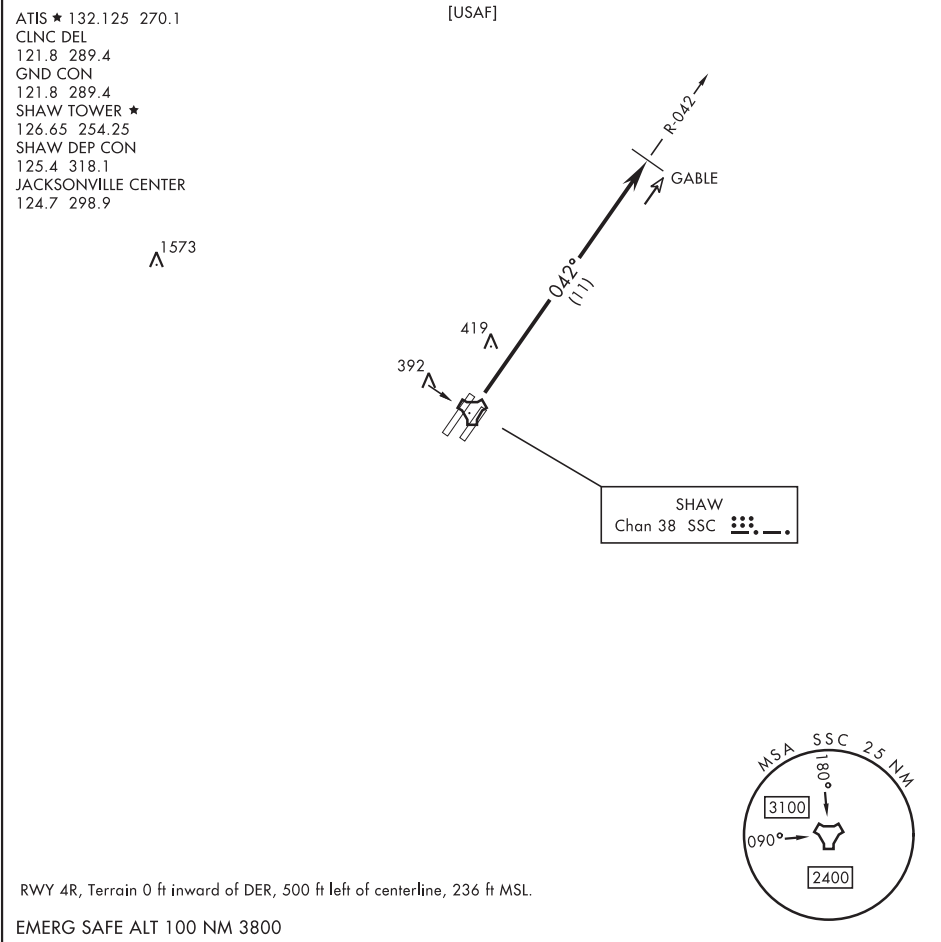 ATIS ★ 132.125 270.1
CLNC DEL
121.8 289.4
GND CON
121.8 289.4
SHAW TOWER ★
126.65 254.25
SHAW DEP CON
125.4 318.1
JACKSONVILLE CENTER
124.7 298.9
[USAF]
R-042
GABLE
1573
042°
(11)
419
392
SHAW
Chan 38 SSC
MSA SSC 25 NM
180°
3100
090°
2400
RWY 4R, Terrain 0 ft inward of DER, 500 ft left of centerline, 236 ft MSL.
EMERG SAFE ALT 100 NM 3800